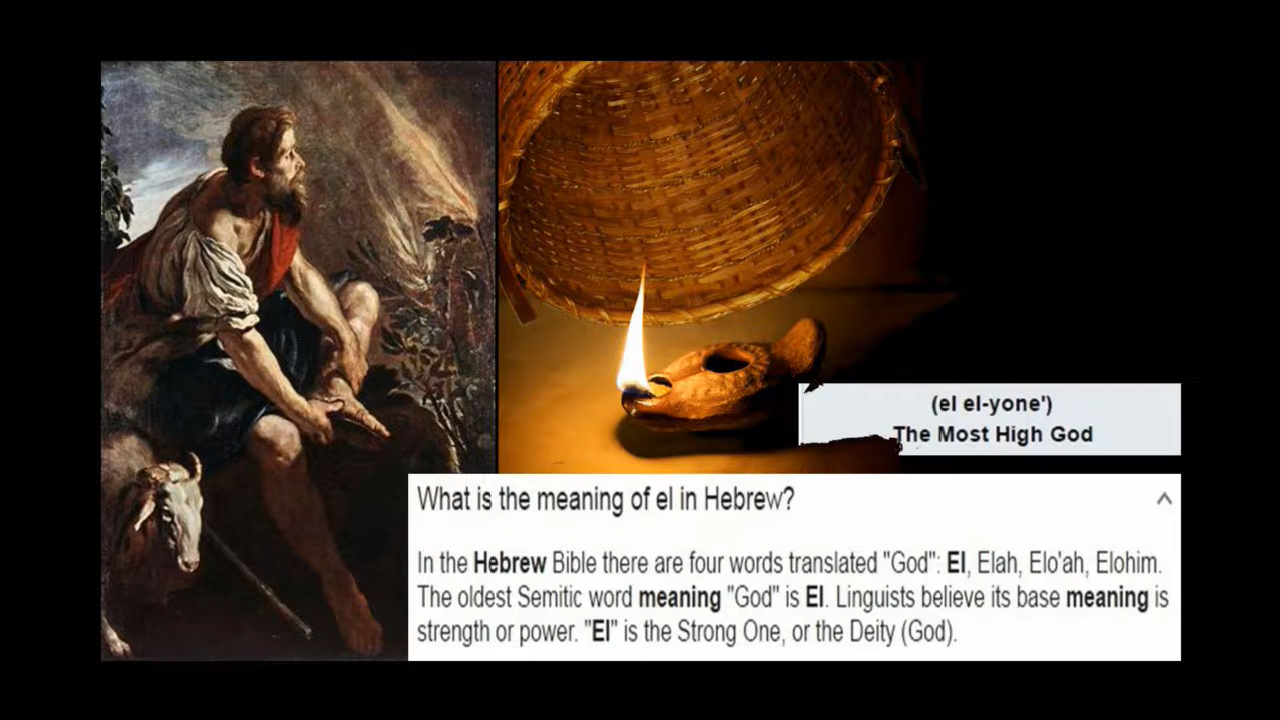 (el el-yone')
The Most High God
What is the meaning of el in Hebrew?
In the Hebrew Bible there are four words translated "God": El, Elah, Elo'ah, Elohim.
The oldest Semitic word meaning "God" is El. Linguists believe its base meaning is
strength or power. "El" is the Strong One, or the Deity (God).